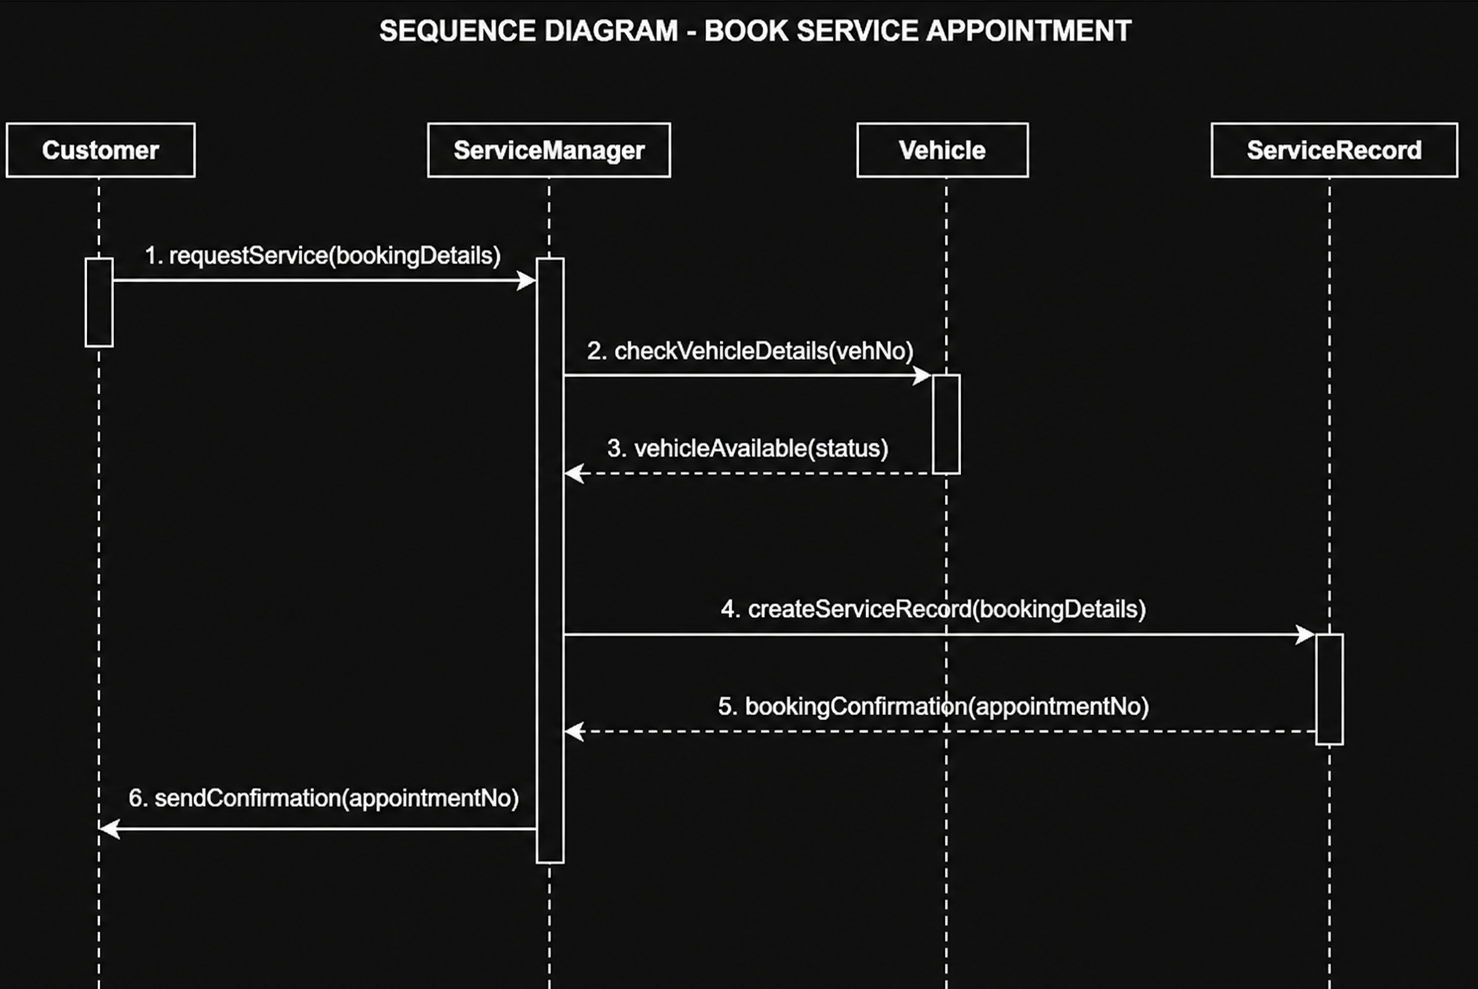 SEQUENCE DIAGRAM - BOOK SERVICE APPOINTMENT
Customer
ServiceManager
Vehicle
ServiceRecord
1. requestService(bookingDetails)
2. checkVehicleDetails(vehNo)
3. vehicleAvailable(status)
4. createServiceRecord(bookingDetails)
5. bookingConfirmation(appointmentNo)
6. sendConfirmation(appointmentNo)